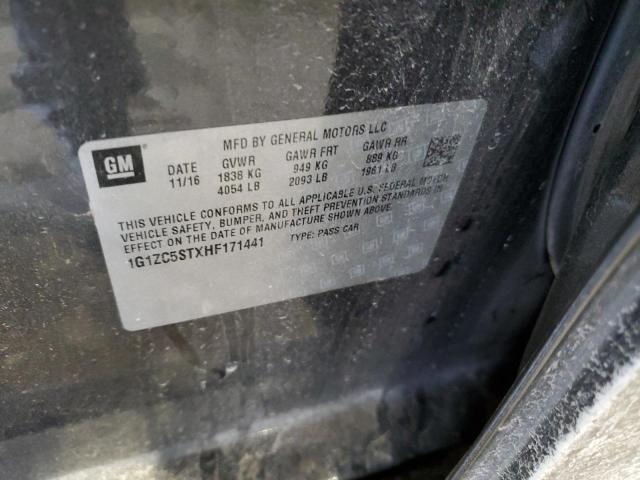 MFD BY GENERAL MOTORS LLC
GM
DATE GVWR GAWR FRT GAWR RR
11/16 1838 KG 949 KG 889 KG
4054 LB 2093 LB 1961 LB
THIS VEHICLE CONFORMS TO ALL APPLICABLE U.S. FEDERAL MOTOR
VEHICLE SAFETY, BUMPER, AND THEFT PREVENTION STANDARDS IN
EFFECT ON THE DATE OF MANUFACTURE SHOWN ABOVE.
1G1ZC5STXHF171441 TYPE: PASS CAR